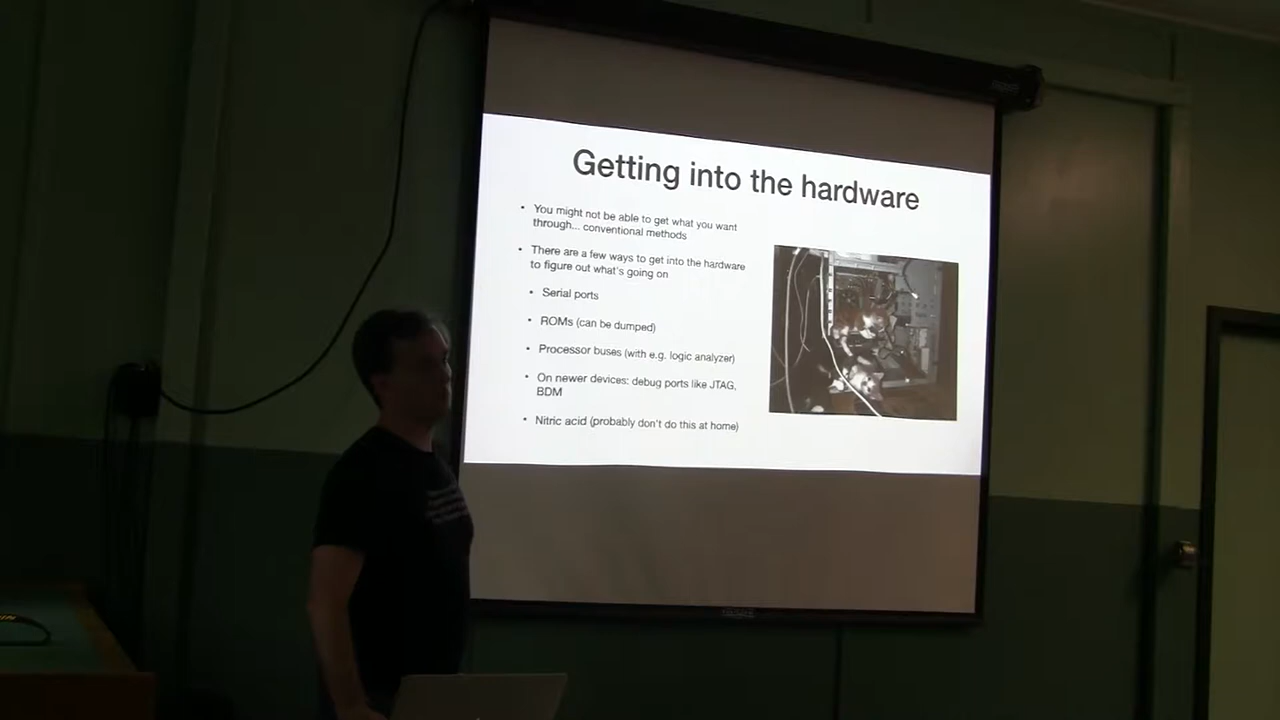 Getting into the hardware
• You might not be able to get what you want
through... conventional methods
• There are a few ways to get into the hardware
to figure out what's going on
• Serial ports
• ROMs (can be dumped)
• Processor buses (with e.g. logic analyzer)
• On newer devices: debug ports like JTAG,
BDM
• Nitric acid (probably don't do this at home)